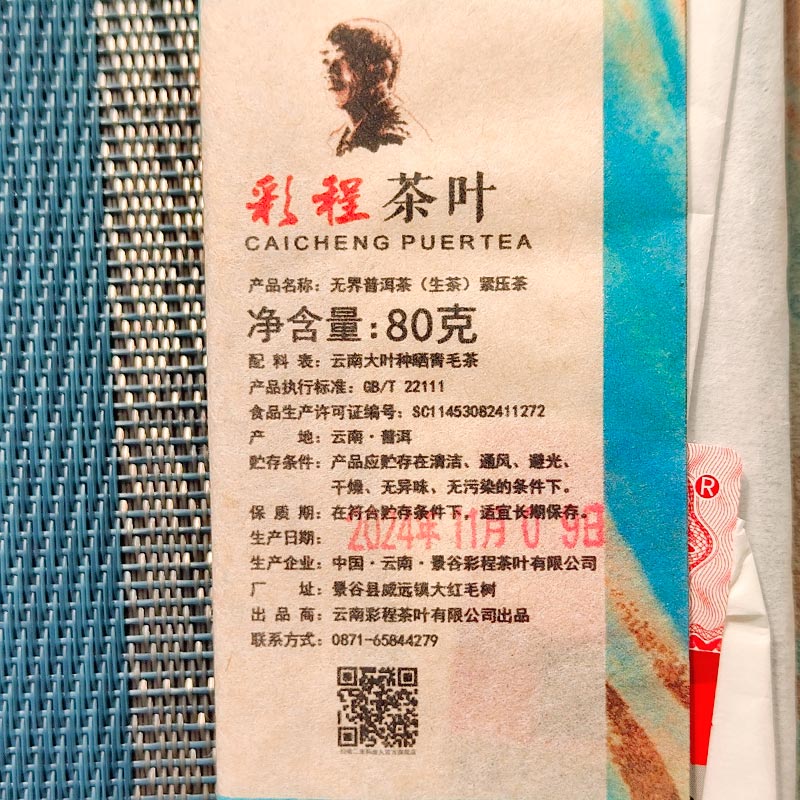 彩程茶叶
CAICHENG PUERTEA
产品名称：无界普洱茶（生茶）紧压茶
净含量：80克
配 料 表：云南大叶种晒青毛茶
产品执行标准：GB/T 22111
食品生产许可证编号：SC11453082411272
产 地：云南·普洱
贮存条件：产品应贮存在清洁、通风、避光、
干燥、无异味、无污染的条件下。
保 质 期：在符合贮存条件下，适宜长期保存。
生产日期：2024年11月09日
生产企业：中国·云南·景谷彩程茶叶有限公司
厂 址：景谷县威远镇大红毛树
出 品 商：云南彩程茶叶有限公司出品
联系方式：0871-65844279
®